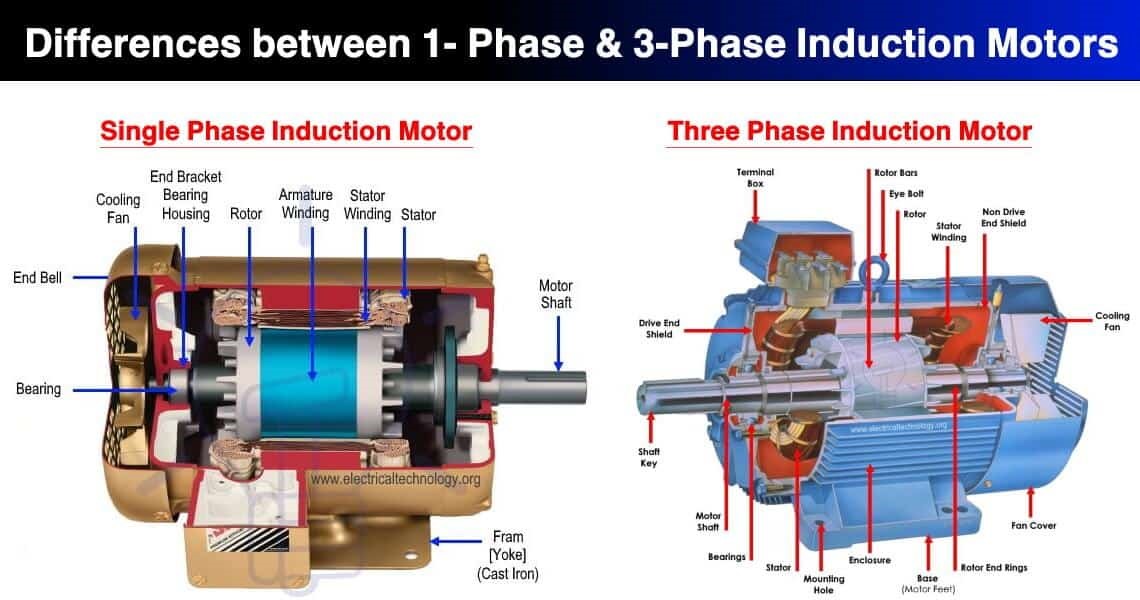 Differences between 1- Phase & 3-Phase Induction Motors
Single Phase Induction Motor
Cooling
Fan
End Bracket
Bearing
Housing
Rotor
Armature
Winding
Stator
Winding
Stator
End Bell
Motor
Shaft
Bearing
www.electricaltechnology.org
Fram
[Yoke]
(Cast Iron)
Three Phase Induction Motor
Terminal
Box
Rotor Bars
Eye Bolt
Rotor
Stator
Winding
Non Drive
End Shield
Drive End
Shield
Cooling
Fan
www.electricaltechnology.org
Shaft
Key
Motor
Shaft
Bearings
Stator
Mounting
Hole
Enclosure
Base
(Motor Feet)
Rotor End Rings
Fan Cover